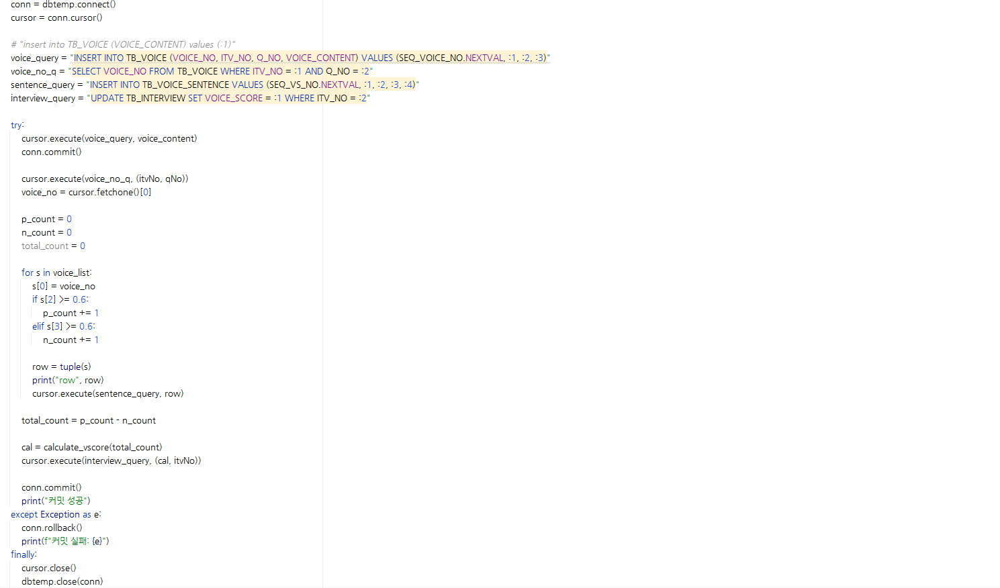 conn = dbtemp.connect()
cursor = conn.cursor()
# "insert into TB_VOICE (VOICE_CONTENT) values (:1)"
voice_query = "INSERT INTO TB_VOICE (VOICE_NO, ITV_NO, Q_NO, VOICE_CONTENT) VALUES (SEQ_VOICE_NO.NEXTVAL, :1, :2, :3)"
voice_no_q = "SELECT VOICE_NO FROM TB_VOICE WHERE ITV_NO = :1 AND Q_NO = :2"
sentence_query = "INSERT INTO TB_VOICE_SENTENCE VALUES (SEQ_VS_NO.NEXTVAL, :1, :2, :3, :4)"
interview_query = "UPDATE TB_INTERVIEW SET VOICE_SCORE = :1 WHERE ITV_NO = :2"
try:
cursor.execute(voice_query, voice_content)
conn.commit()
cursor.execute(voice_no_q, (itvNo, qNo))
voice_no = cursor.fetchone()[0]
p_count = 0
n_count = 0
total_count = 0
for s in voice_list:
s[0] = voice_no
if s[2] >= 0.6:
p_count += 1
elif s[3] >= 0.6:
n_count += 1
row = tuple(s)
print("row", row)
cursor.execute(sentence_query, row)
total_count = p_count - n_count
cal = calculate_vscore(total_count)
cursor.execute(interview_query, (cal, itvNo))
conn.commit()
print("커밋 성공")
except Exception as e:
conn.rollback()
print(f"커밋 실패: {e}")
finally:
cursor.close()
dbtemp.close(conn)